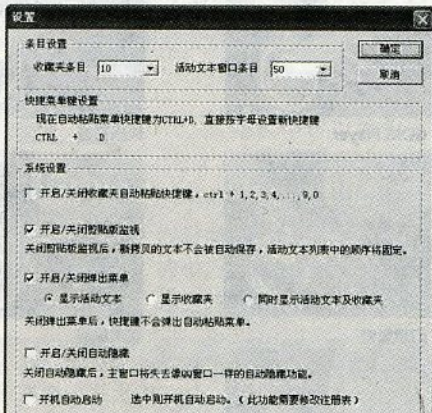 设置
条目设置
收藏夹条目 10 活动文本窗口条目 50
确定
取消
快捷菜单键设置
现在自动粘贴菜单快捷键为CTRL+D，直接按字母设置新快捷键
CTRL + D
系统设置
开启/关闭收藏夹自动粘贴快捷键，ctrl + 1,2,3,4,...,9,0
开启/关闭剪贴版监视
关闭剪贴版监视后，新拷贝的文本不会被自动保存，活动文本列表中的顺序将固定。
开启/关闭弹出菜单
显示活动文本 显示收藏夹 同时显示活动文本及收藏夹
关闭弹出菜单后，快捷键不会弹出自动粘贴菜单。
开启/关闭自动隐藏
关闭自动隐藏后，主窗口将失去像QQ窗口一样的自动隐藏功能。
开机自动启动 选中则开机自动启动。（此功能需要修改注册表）